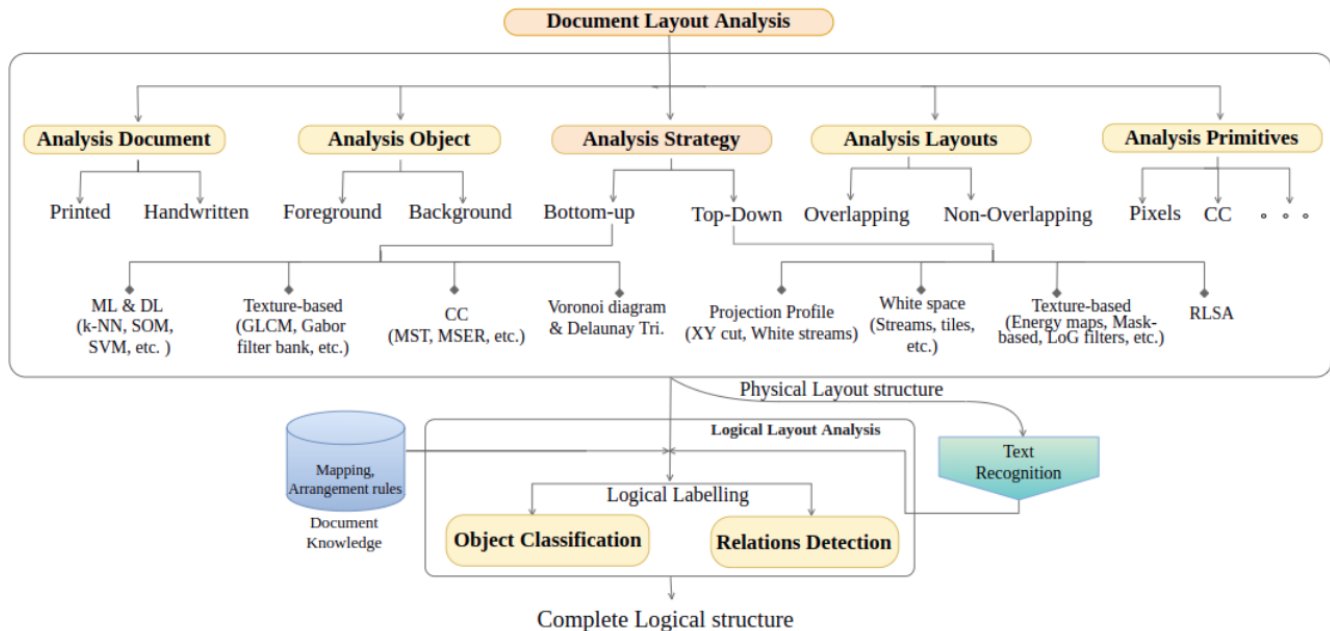 Document Layout Analysis
Analysis Document
Analysis Object
Analysis Strategy
Analysis Layouts
Analysis Primitives
Printed
Handwritten
Foreground
Background
Bottom-up
Top-Down
Overlapping
Non-Overlapping
Pixels
CC
ML & DL
(k-NN, SOM,
SVM, etc. )
Texture-based
(GLCM, Gabor
filter bank, etc.)
CC
(MST, MSER, etc.)
Voronoi diagram
& Delaunay Tri.
Projection Profile
(XY cut, White streams)
White space
(Streams, tiles,
etc.)
Texture-based
(Energy maps, Mask-
based, LoG filters, etc.)
RLSA
Physical Layout structure
Logical Layout Analysis
Text
Recognition
Mapping,
Arrangement rules
Document
Knowledge
Logical Labelling
Object Classification
Relations Detection
Complete Logical structure